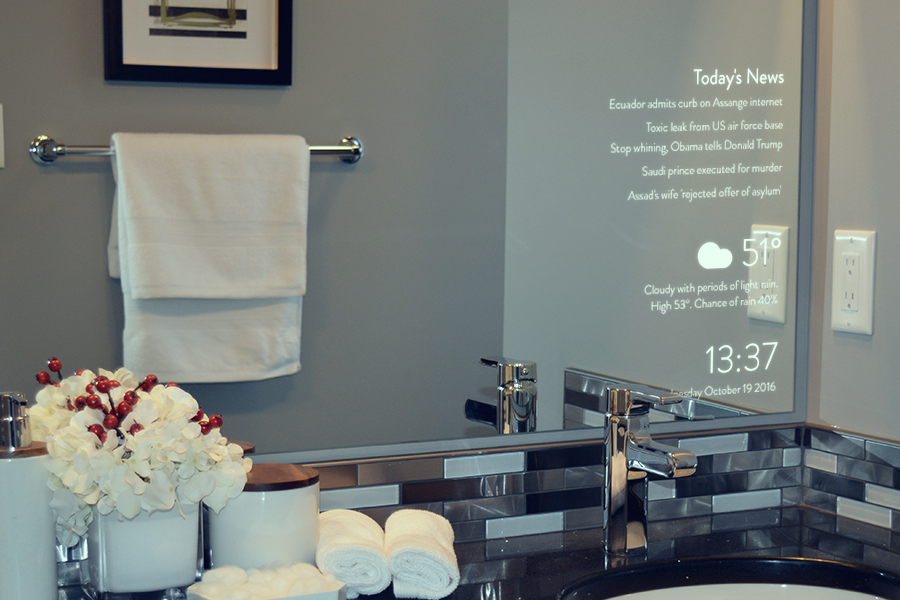 Today's News
Ecuador admits curb on Assange internet
Toxic leak from US air force base
Stop whining, Obama tells Donald Trump
Saudi prince executed for murder
Assad's wife 'rejected offer of asylum'
51°
Cloudy with periods of light rain.
High 53°. Chance of rain 40%
13:37
October 19 2016